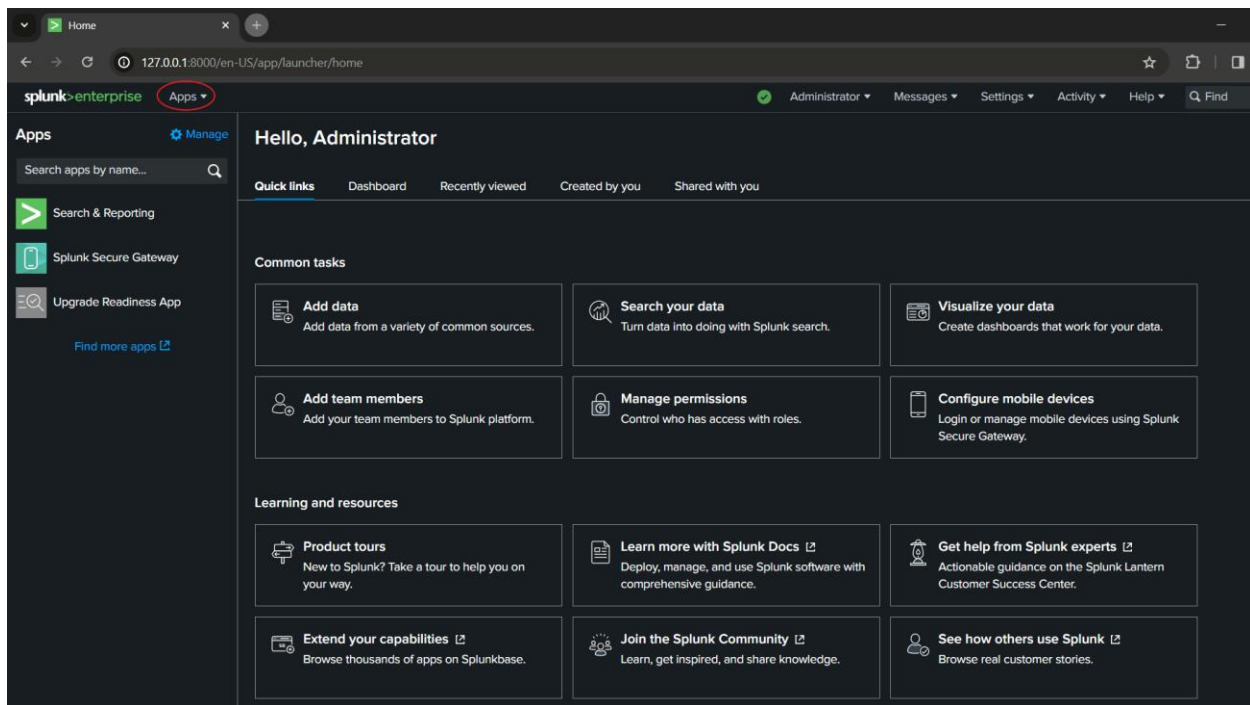 Home
127.0.0.1:8000/en-US/app/launcher/home
splunk>enterprise Apps Administrator Messages Settings Activity Help Find
Apps Manage
Search apps by name...
Search & Reporting
Splunk Secure Gateway
Upgrade Readiness App
Find more apps
Hello, Administrator
Quick links Dashboard Recently viewed Created by you Shared with you
Common tasks
Add data
Add data from a variety of common sources.
Search your data
Turn data into doing with Splunk search.
Visualize your data
Create dashboards that work for your data.
Add team members
Add your team members to Splunk platform.
Manage permissions
Control who has access with roles.
Configure mobile devices
Login or manage mobile devices using Splunk
Secure Gateway.
Learning and resources
Product tours
New to Splunk? Take a tour to help you on
your way.
Learn more with Splunk Docs
Deploy, manage, and use Splunk software with
comprehensive guidance.
Get help from Splunk experts
Actionable guidance on the Splunk Lantern
Customer Success Center.
Extend your capabilities
Browse thousands of apps on Splunkbase.
Join the Splunk Community
Learn, get inspired, and share knowledge.
See how others use Splunk
Browse real customer stories.